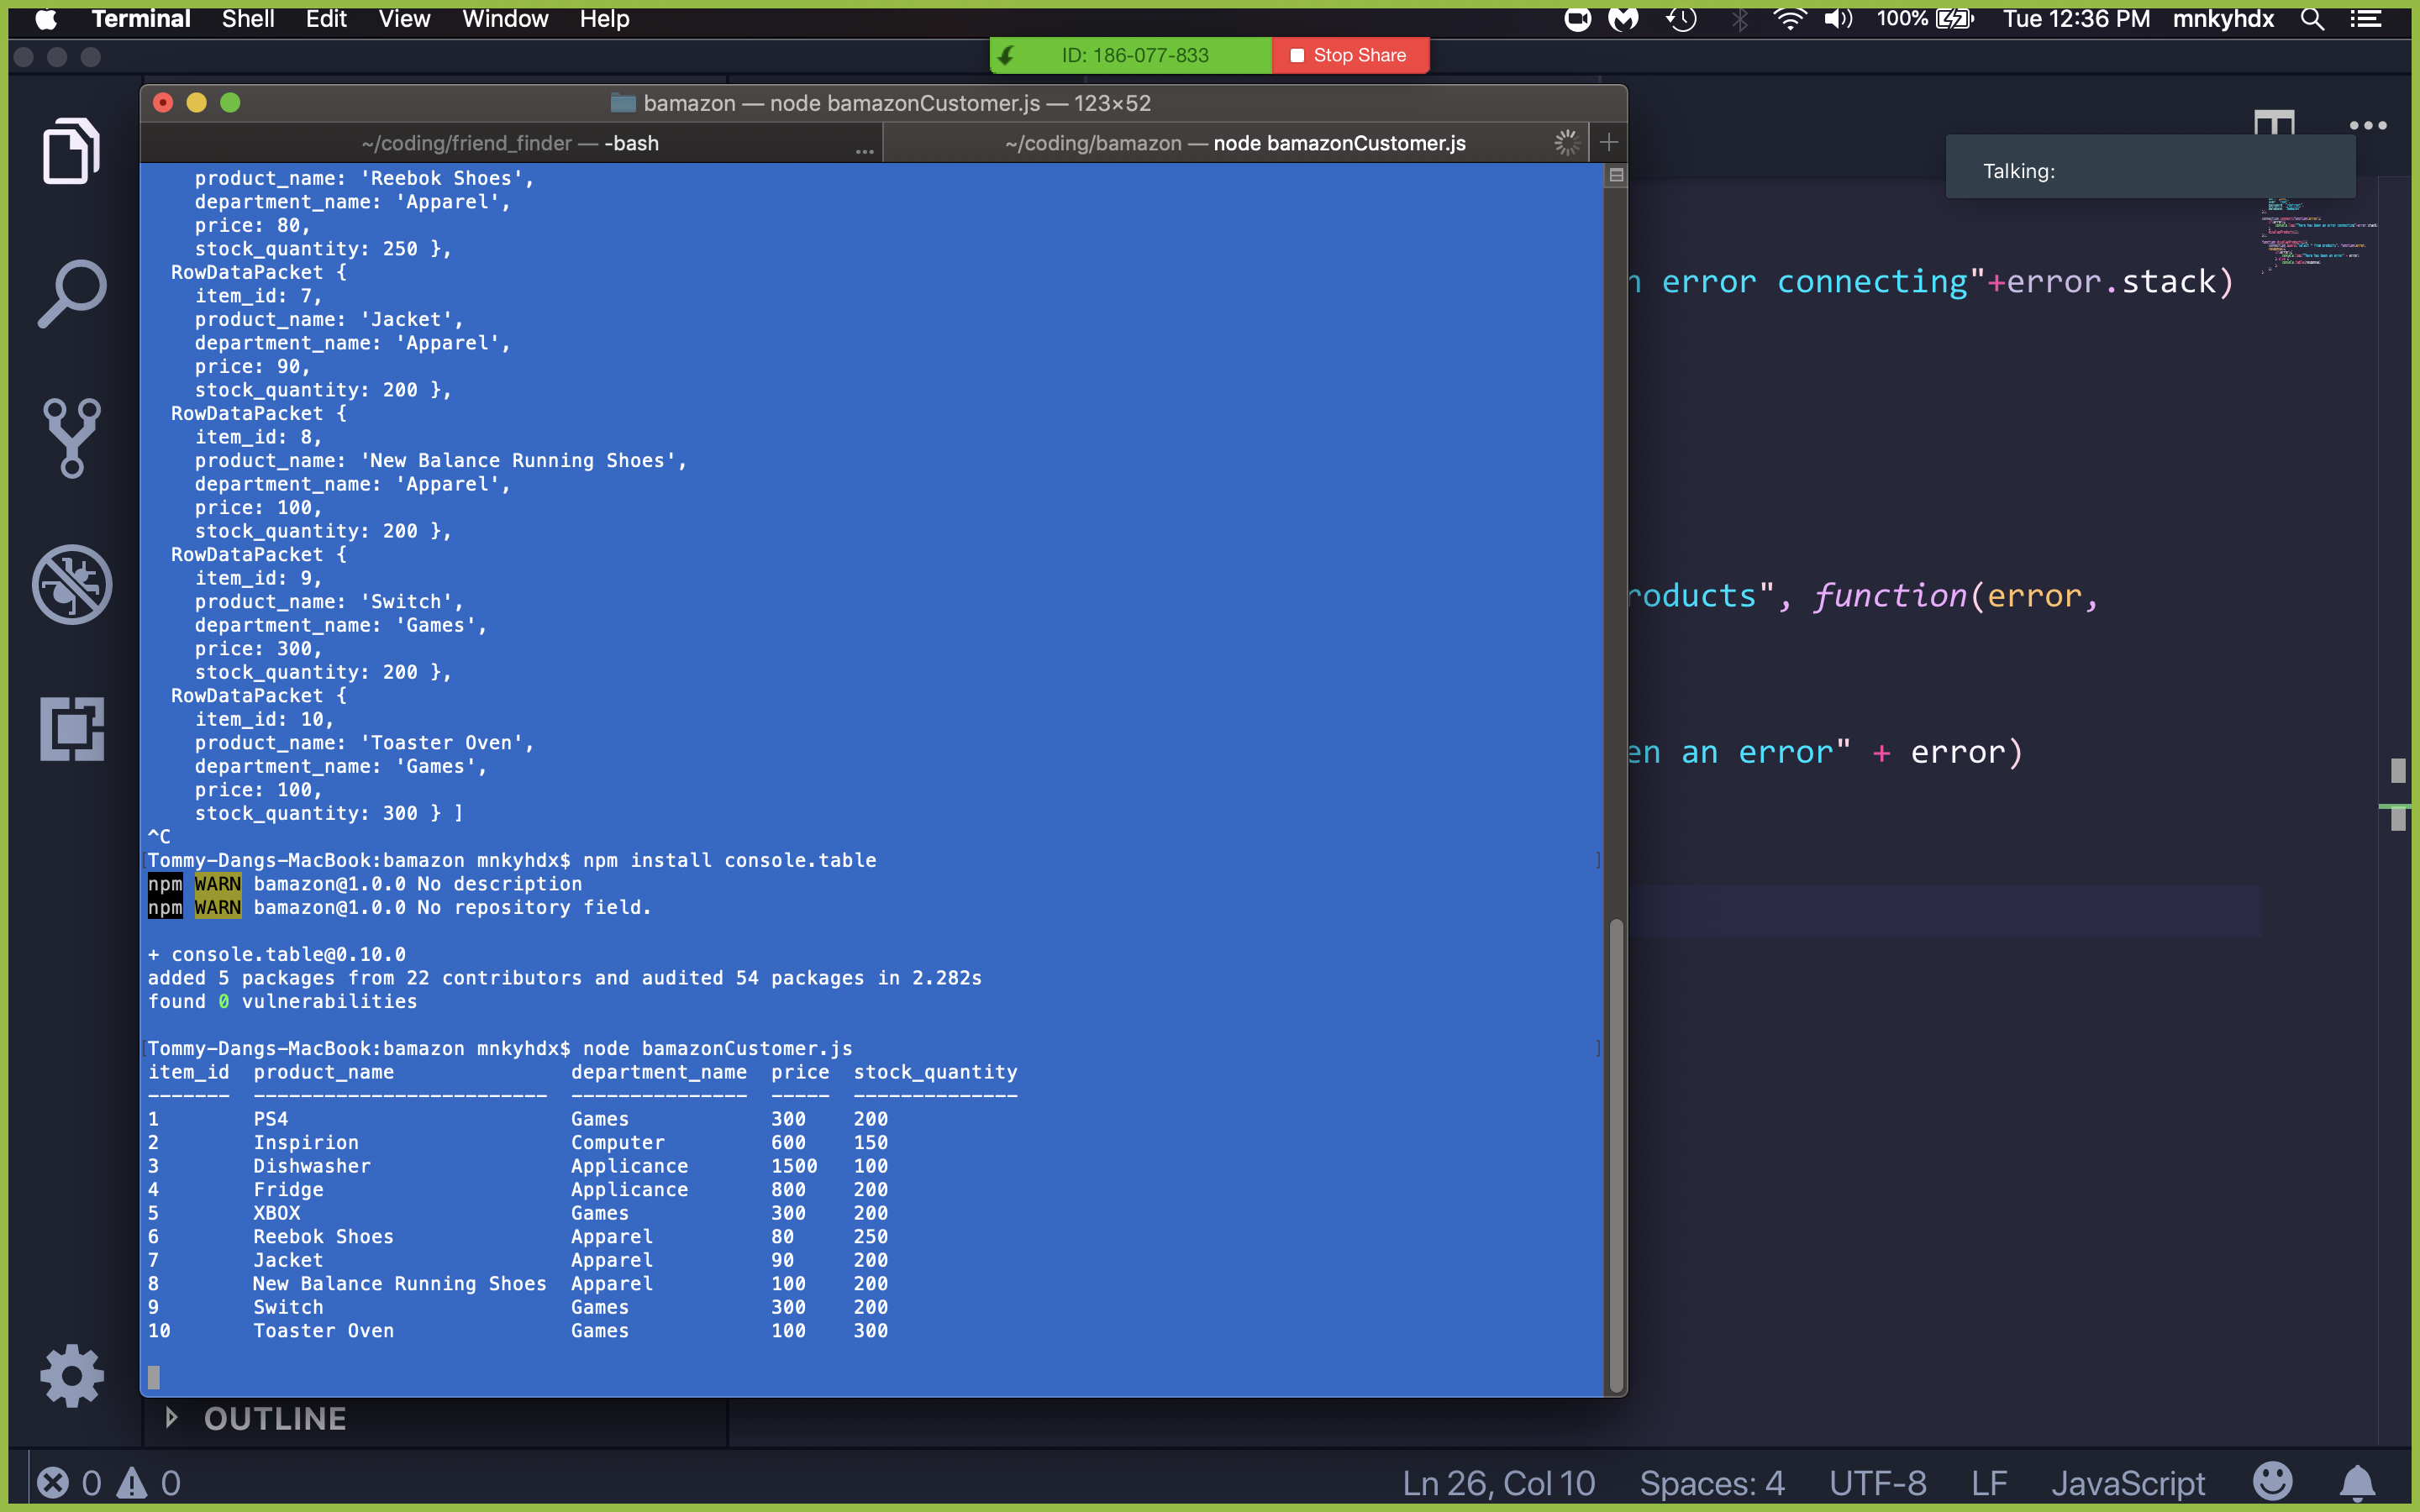 Terminal Shell Edit View Window Help 100% Tue 12:36 PM mnkyhdx
ID: 186-077-833 Stop Share
bamazon — node bamazonCustomer.js — 123×52
~/coding/friend_finder — -bash ... ~/coding/bamazon — node bamazonCustomer.js
Talking:
product_name: 'Reebok Shoes',
department_name: 'Apparel',
price: 80,
stock_quantity: 250 },
RowDataPacket {
item_id: 7,
product_name: 'Jacket',
department_name: 'Apparel',
price: 90,
stock_quantity: 200 },
RowDataPacket {
item_id: 8,
product_name: 'New Balance Running Shoes',
department_name: 'Apparel',
price: 100,
stock_quantity: 200 },
RowDataPacket {
item_id: 9,
product_name: 'Switch',
department_name: 'Games',
price: 300,
stock_quantity: 200 },
RowDataPacket {
item_id: 10,
product_name: 'Toaster Oven',
department_name: 'Games',
price: 100,
stock_quantity: 300 } ]
^C
Tommy-Dangs-MacBook:bamazon mnkyhdx$ npm install console.table
npm WARN bamazon@1.0.0 No description
npm WARN bamazon@1.0.0 No repository field.
+ console.table@0.10.0
added 5 packages from 22 contributors and audited 54 packages in 2.282s
found 0 vulnerabilities
Tommy-Dangs-MacBook:bamazon mnkyhdx$ node bamazonCustomer.js
item_id product_name department_name price stock_quantity
------- ------------------------- --------------- ----- --------------
1 PS4 Games 300 200
2 Inspirion Computer 600 150
3 Dishwasher Applicance 1500 100
4 Fridge Applicance 800 200
5 XBOX Games 300 200
6 Reebok Shoes Apparel 80 250
7 Jacket Apparel 90 200
8 New Balance Running Shoes Apparel 100 200
9 Switch Games 300 200
10 Toaster Oven Games 100 300
error connecting"+error.stack)
roducts", function(error,
en an error" + error)
OUTLINE
0 0 Ln 26, Col 10 Spaces: 4 UTF-8 LF JavaScript